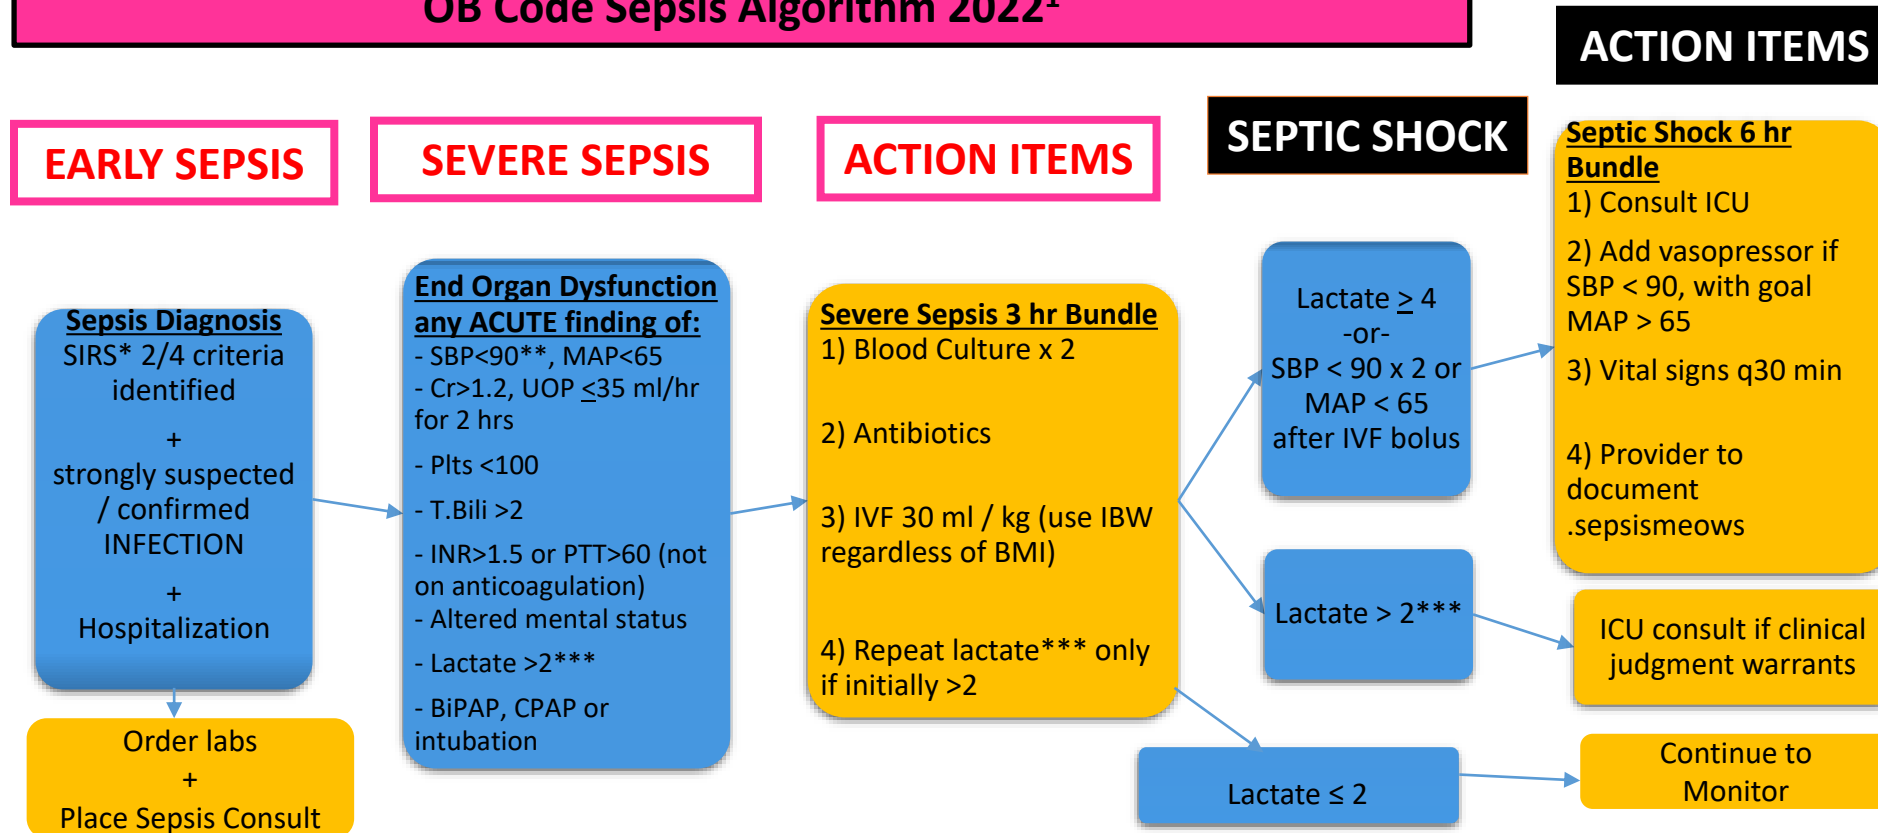 OB Code Sepsis Algorithm 2022¹
ACTION ITEMS
EARLY SEPSIS
SEVERE SEPSIS
ACTION ITEMS
SEPTIC SHOCK
Sepsis Diagnosis
SIRS* 2/4 criteria
identified
+
strongly suspected
/ confirmed
INFECTION
+
Hospitalization
Order labs
+
Place Sepsis Consult
End Organ Dysfunction
any ACUTE finding of:
- SBP<90**, MAP<65
- Cr>1.2, UOP ≤35 ml/hr
for 2 hrs
- Plts <100
- T.Bili >2
- INR>1.5 or PTT>60 (not
on anticoagulation)
- Altered mental status
- Lactate >2***
- BiPAP, CPAP or
intubation
Severe Sepsis 3 hr Bundle
1) Blood Culture x 2
2) Antibiotics
3) IVF 30 ml / kg (use IBW
regardless of BMI)
4) Repeat lactate*** only
if initially >2
Lactate ≥ 4
-or-
SBP < 90 x 2 or
MAP < 65
after IVF bolus
Lactate > 2***
Lactate ≤ 2
Septic Shock 6 hr
Bundle
1) Consult ICU
2) Add vasopressor if
SBP < 90, with goal
MAP > 65
3) Vital signs q30 min
4) Provider to
document
.sepsismeows
ICU consult if clinical
judgment warrants
Continue to
Monitor